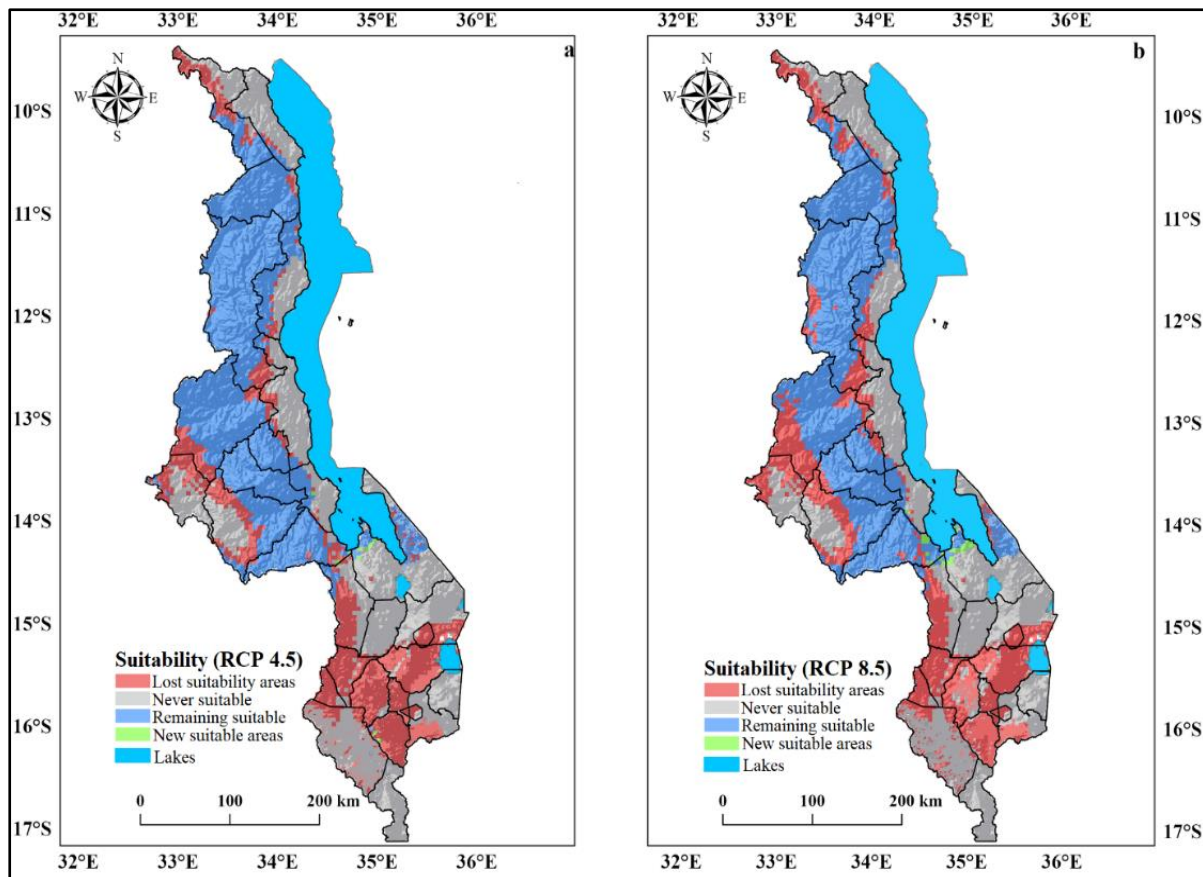 32°E 33°E 34°E 35°E 36°E 32°E 33°E 34°E 35°E 36°E
a
b
N
W E
S
N
W E
S
10°S
11°S
12°S
13°S
14°S
15°S
16°S
17°S
10°S
11°S
12°S
13°S
14°S
15°S
16°S
17°S
Suitability (RCP 4.5)
Lost suitability areas
Never suitable
Remaining suitable
New suitable areas
Lakes
0 100 200 km
Suitability (RCP 8.5)
Lost suitability areas
Never suitable
Remaining suitable
New suitable areas
Lakes
0 100 200 km
32°E 33°E 34°E 35°E 36°E 32°E 33°E 34°E 35°E 36°E